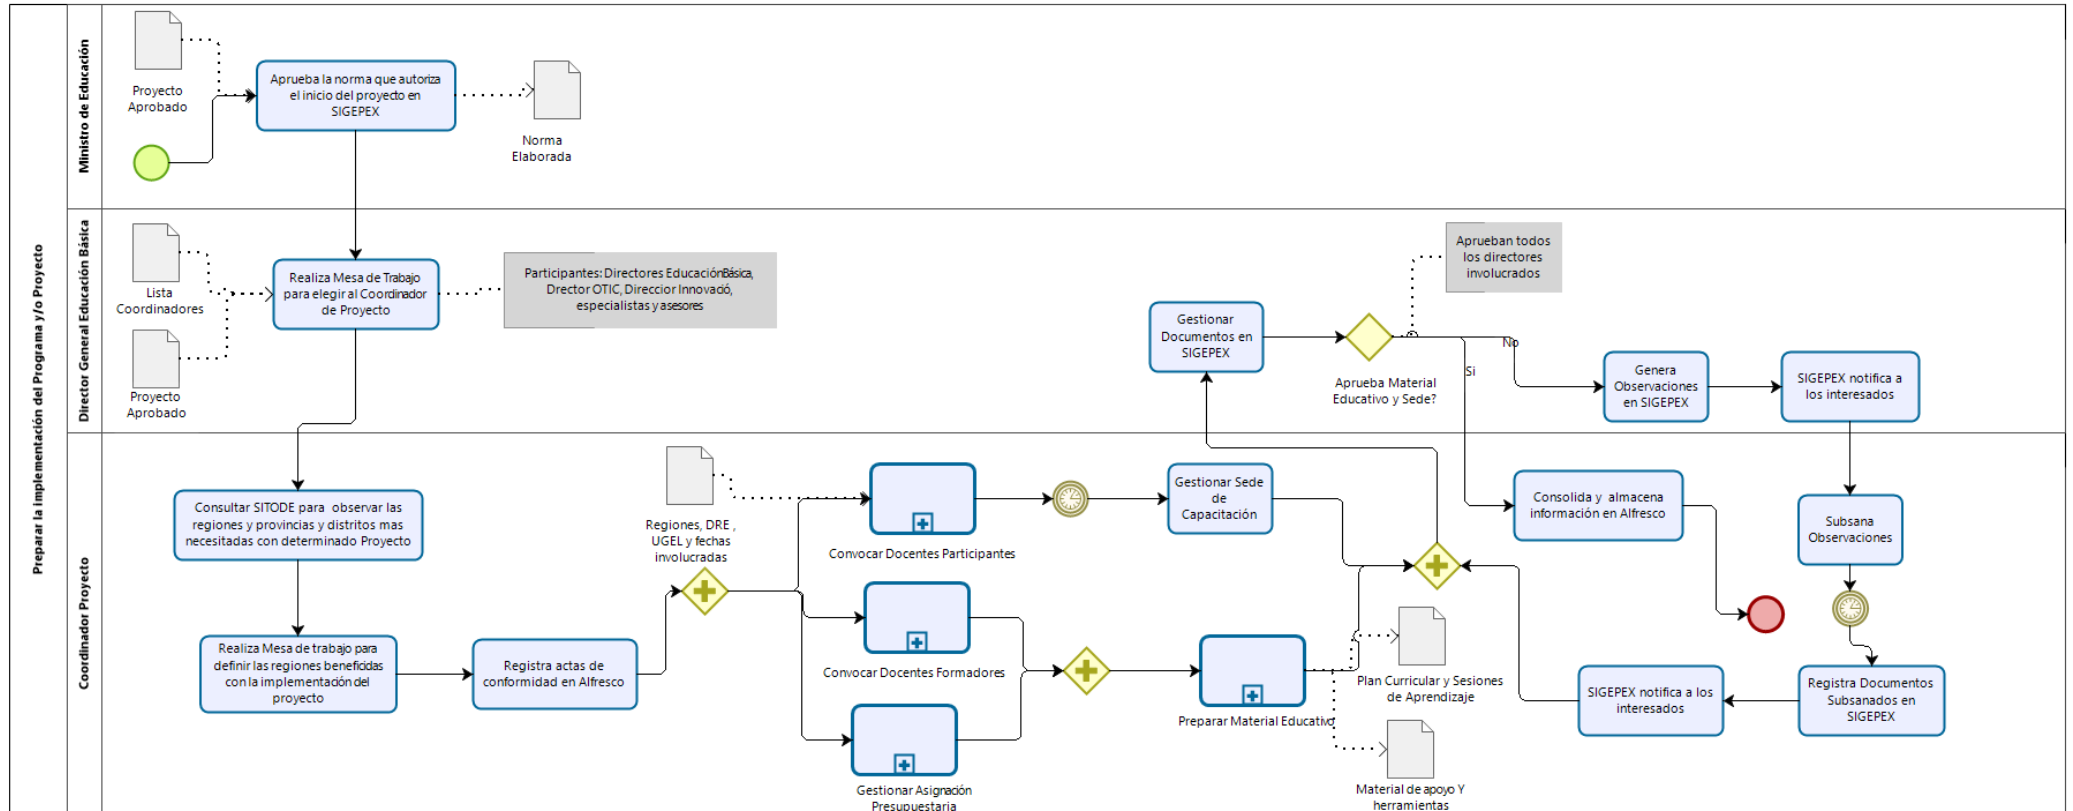 Preparar la implementación del Programa y/o Proyecto
Ministro de Educación
Proyecto
Aprobado
Aprueba la norma que autoriza
el inicio del proyecto en
SIGEPEX
Norma
Elaborada
Director General Educación Básica
Lista
Coordinadores
Proyecto
Aprobado
Realiza Mesa de Trabajo
para elegir al Coordinador
de Proyecto
Participantes: Directores EducaciónBásica,
Drector OTIC, Direccior Innovació,
especialistas y asesores
Gestionar
Documentos en
SIGEPEX
Aprueba Material
Educativo y Sede?
Aprueban todos
los directores
involucrados
No
Si
Genera
Observaciones
en SIGEPEX
SIGEPEX notifica a
los interesados
Coordinador Proyecto
Consultar SITODE para observar las
regiones y provincias y distritos mas
necesitadas con determinado Proyecto
Realiza Mesa de trabajo para
definir las regiones beneficidas
con la implementación del
proyecto
Registra actas de
conformidad en Alfresco
Regiones, DRE ,
UGEL y fechas
involucradas
Convocar Docentes Participantes
Convocar Docentes Formadores
Gestionar Asignación
Presupuestaria
Gestionar Sede
de
Capacitación
Preparar Material Educativo
Plan Curricular y Sesiones
de Aprendizaje
Material de apoyo Y
herramientas
Consolida y almacena
información en Alfresco
Subsana
Observaciones
Registra Documentos
Subsanados en
SIGEPEX
SIGEPEX notifica a los
interesados